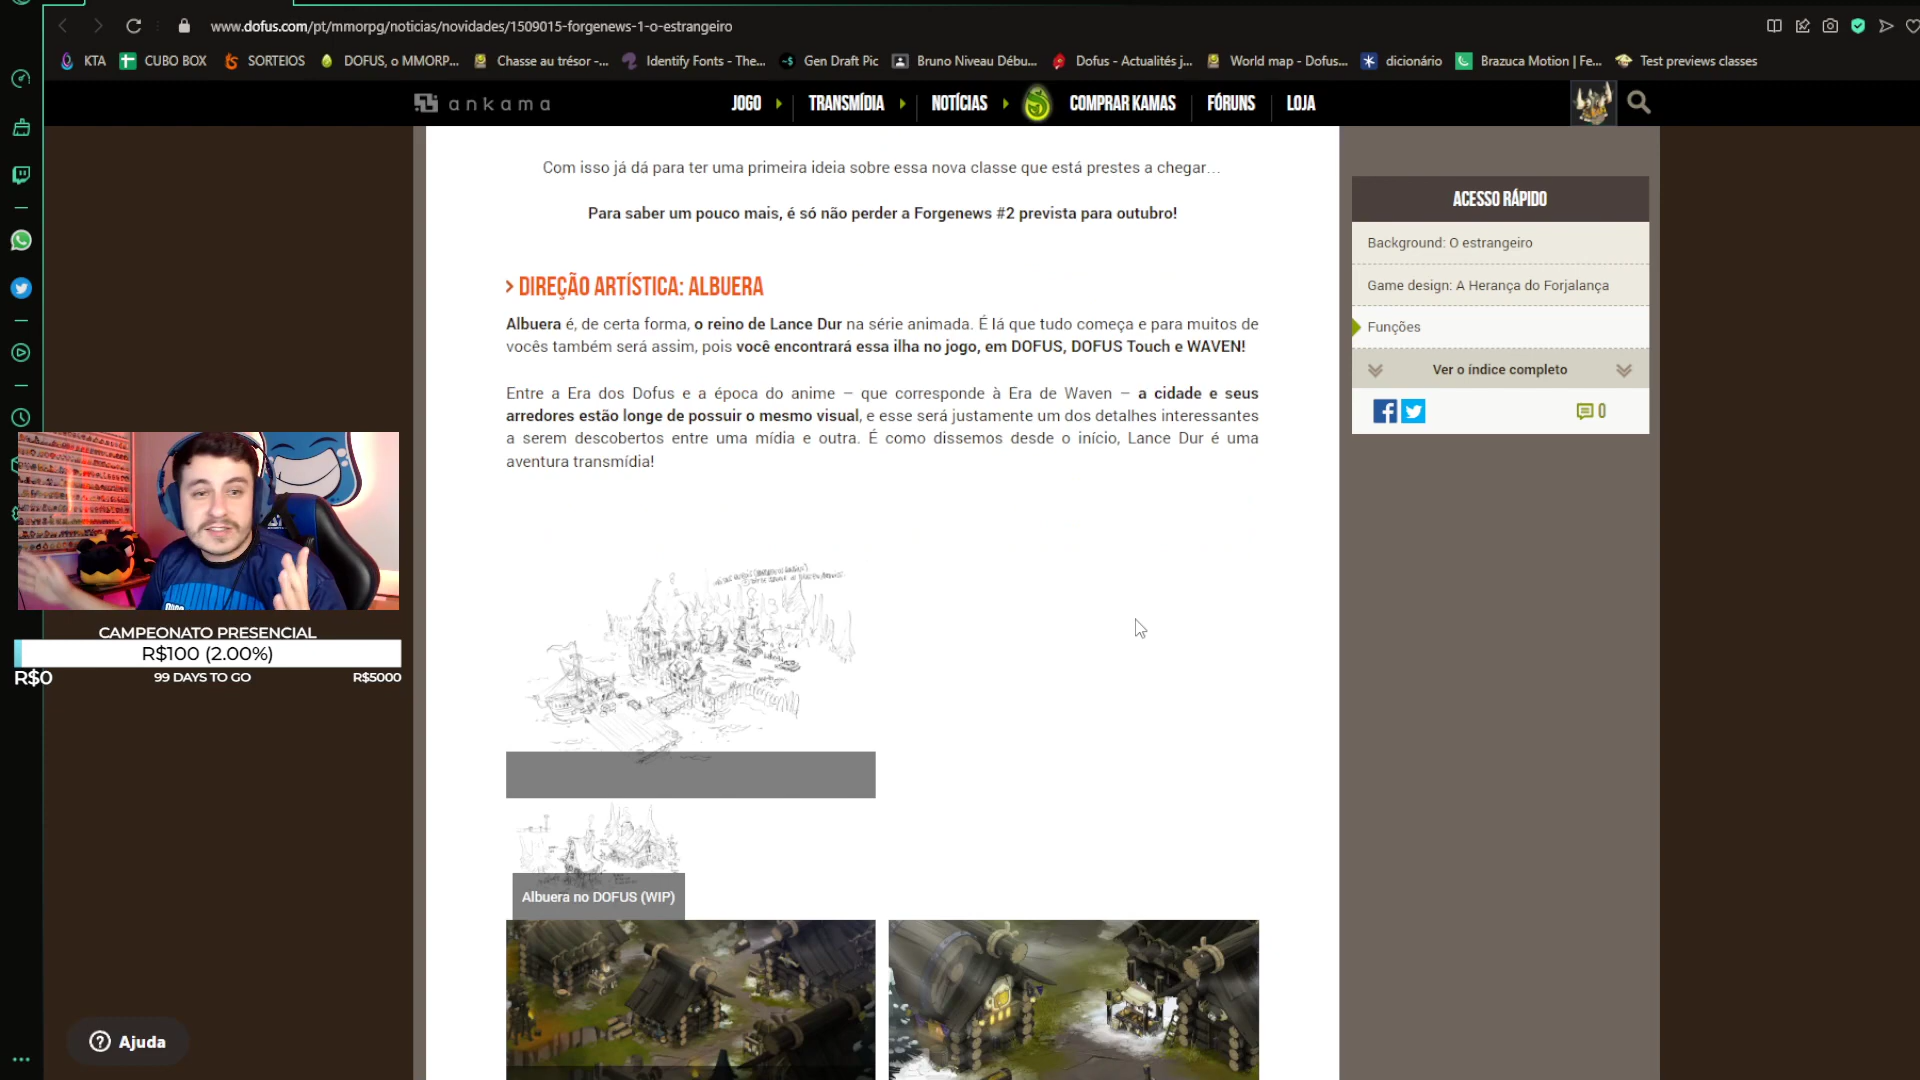 www.dofus.com/pt/mmorpg/noticias/novidades/1509015-forgenews-1-o-estrangeiro
KTA CUBO BOX SORTEIOS DOFUS, o MMORP... Chasse au trésor -... Identify Fonts - The... Gen Draft Pic Bruno Niveau Débu... Dofus - Actualités j... World map - Dofus... dicionário Brazuca Motion | Fe... Test previews classes
ankama JOGO TRANSMÍDIA NOTÍCIAS COMPRAR KAMAS FÓRUNS LOJA
Com isso já dá para ter uma primeira ideia sobre essa nova classe que está prestes a chegar...
Para saber um pouco mais, é só não perder a Forgenews #2 prevista para outubro!
> DIREÇÃO ARTÍSTICA: ALBUERA
Albuera é, de certa forma, o reino de Lance Dur na série animada. É lá que tudo começa e para muitos de
vocês também será assim, pois você encontrará essa ilha no jogo, em DOFUS, DOFUS Touch e WAVEN!
Entre a Era dos Dofus e a época do anime – que corresponde à Era de Waven – a cidade e seus
arredores estão longe de possuir o mesmo visual, e esse será justamente um dos detalhes interessantes
a serem descobertos entre uma mídia e outra. É como dissemos desde o início, Lance Dur é uma
aventura transmídia!
Albuera no DOFUS (WIP)
ACESSO RÁPIDO
Background: O estrangeiro
Game design: A Herança do Forjalança
Funções
Ver o índice completo
0
CAMPEONATO PRESENCIAL
R$100 (2.00%)
R$0 99 DAYS TO GO R$5000
Ajuda